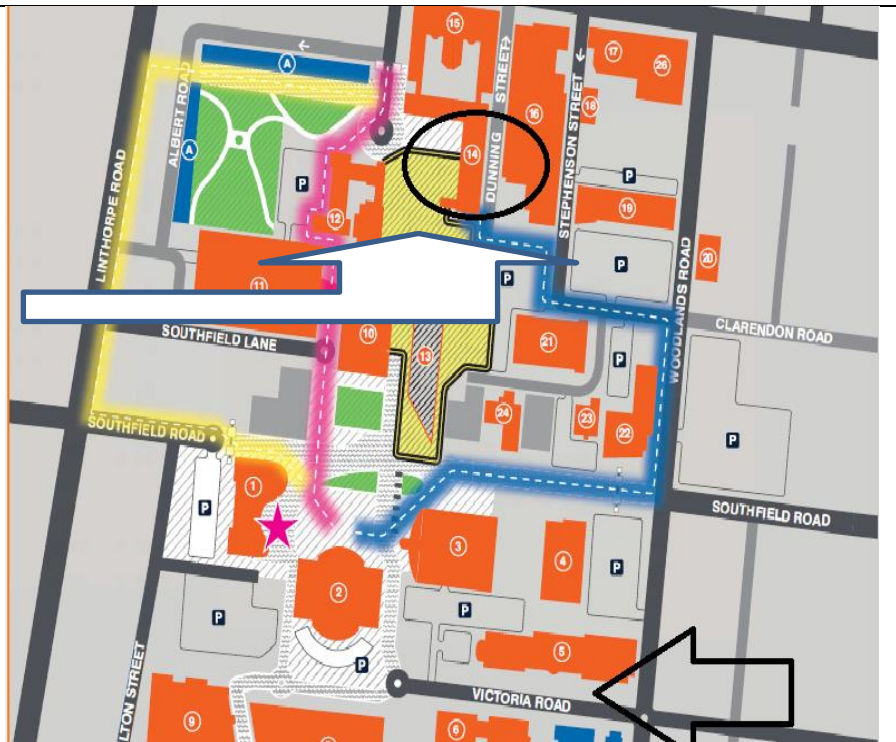 15
DUNNING STREET
STEPHENSON STREET
17
26
A
16
18
ALBERT ROAD
A
14
P
P
12
19
LINTHORPE ROAD
20
11
P
P
WOODLANDS ROAD
CLARENDON ROAD
SOUTHFIELD LANE
10
13
21
P
24
23
22
P
SOUTHFIELD ROAD
1
P
SOUTHFIELD ROAD
3
4
P
2
P
P
5
P
VICTORIA ROAD
LTON STREET
9
6